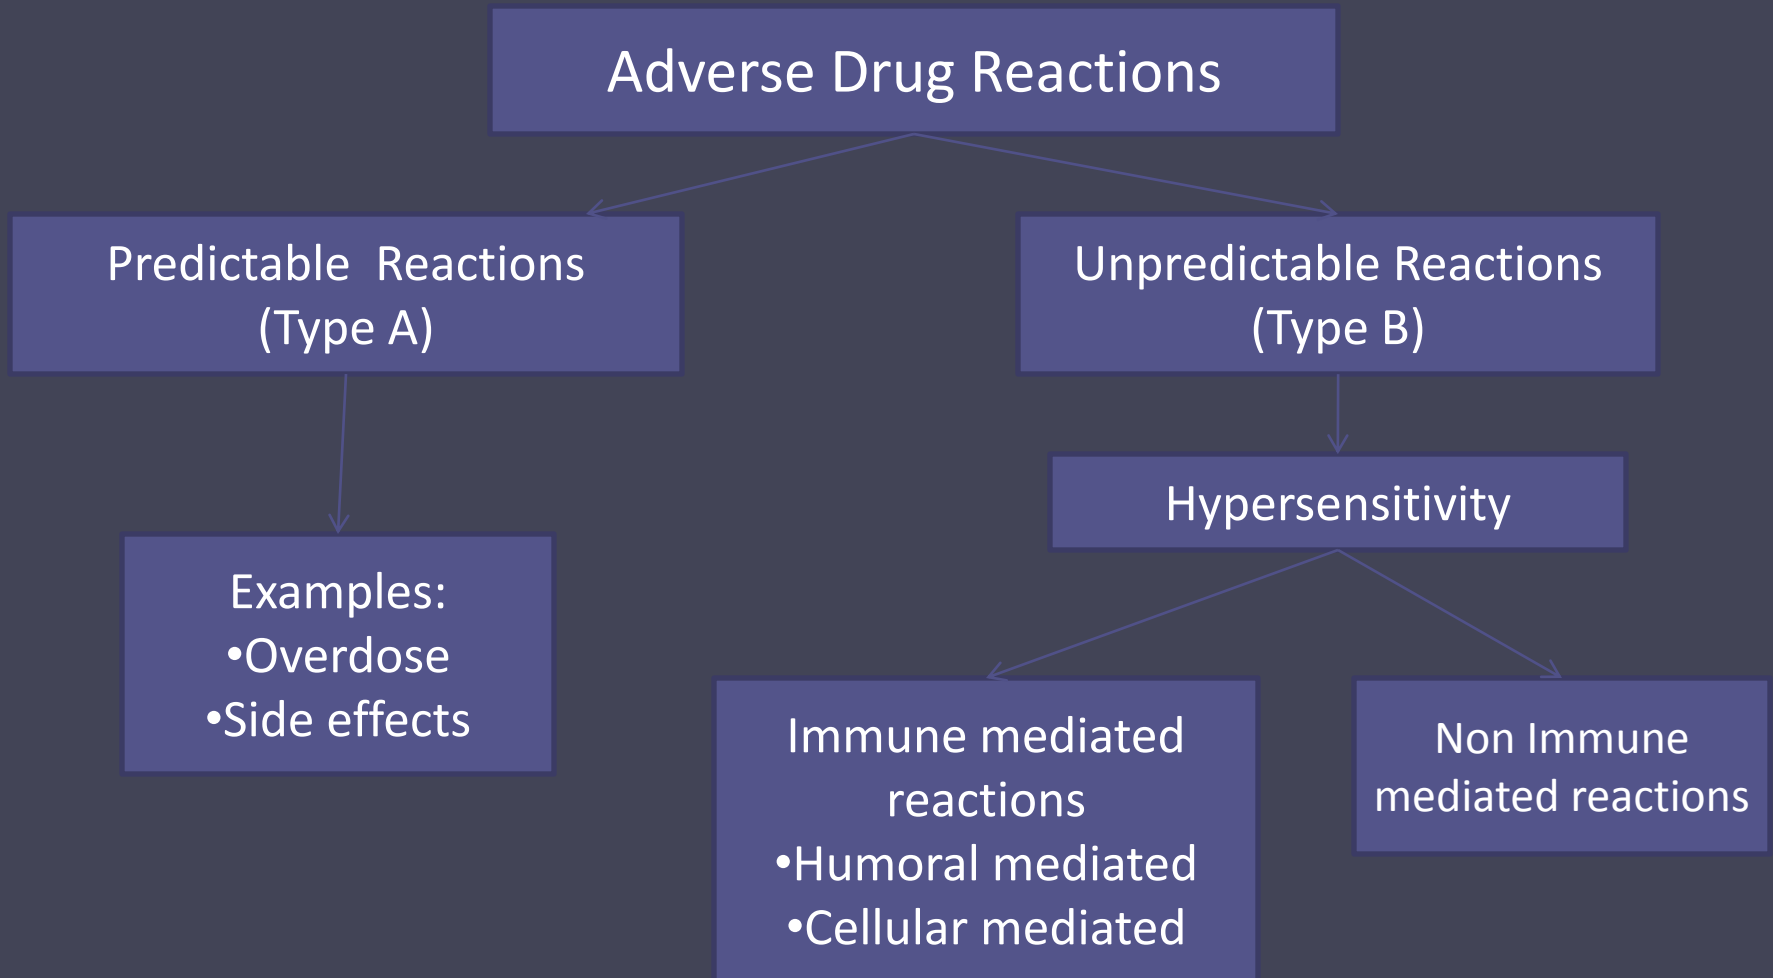 Adverse Drug Reactions
Predictable  Reactions
(Type A)
Unpredictable Reactions
(Type B)
Hypersensitivity
Examples:
•Overdose
•Side effects
Immune mediated
reactions
•Humoral mediated
•Cellular mediated
Non Immune
mediated reactions